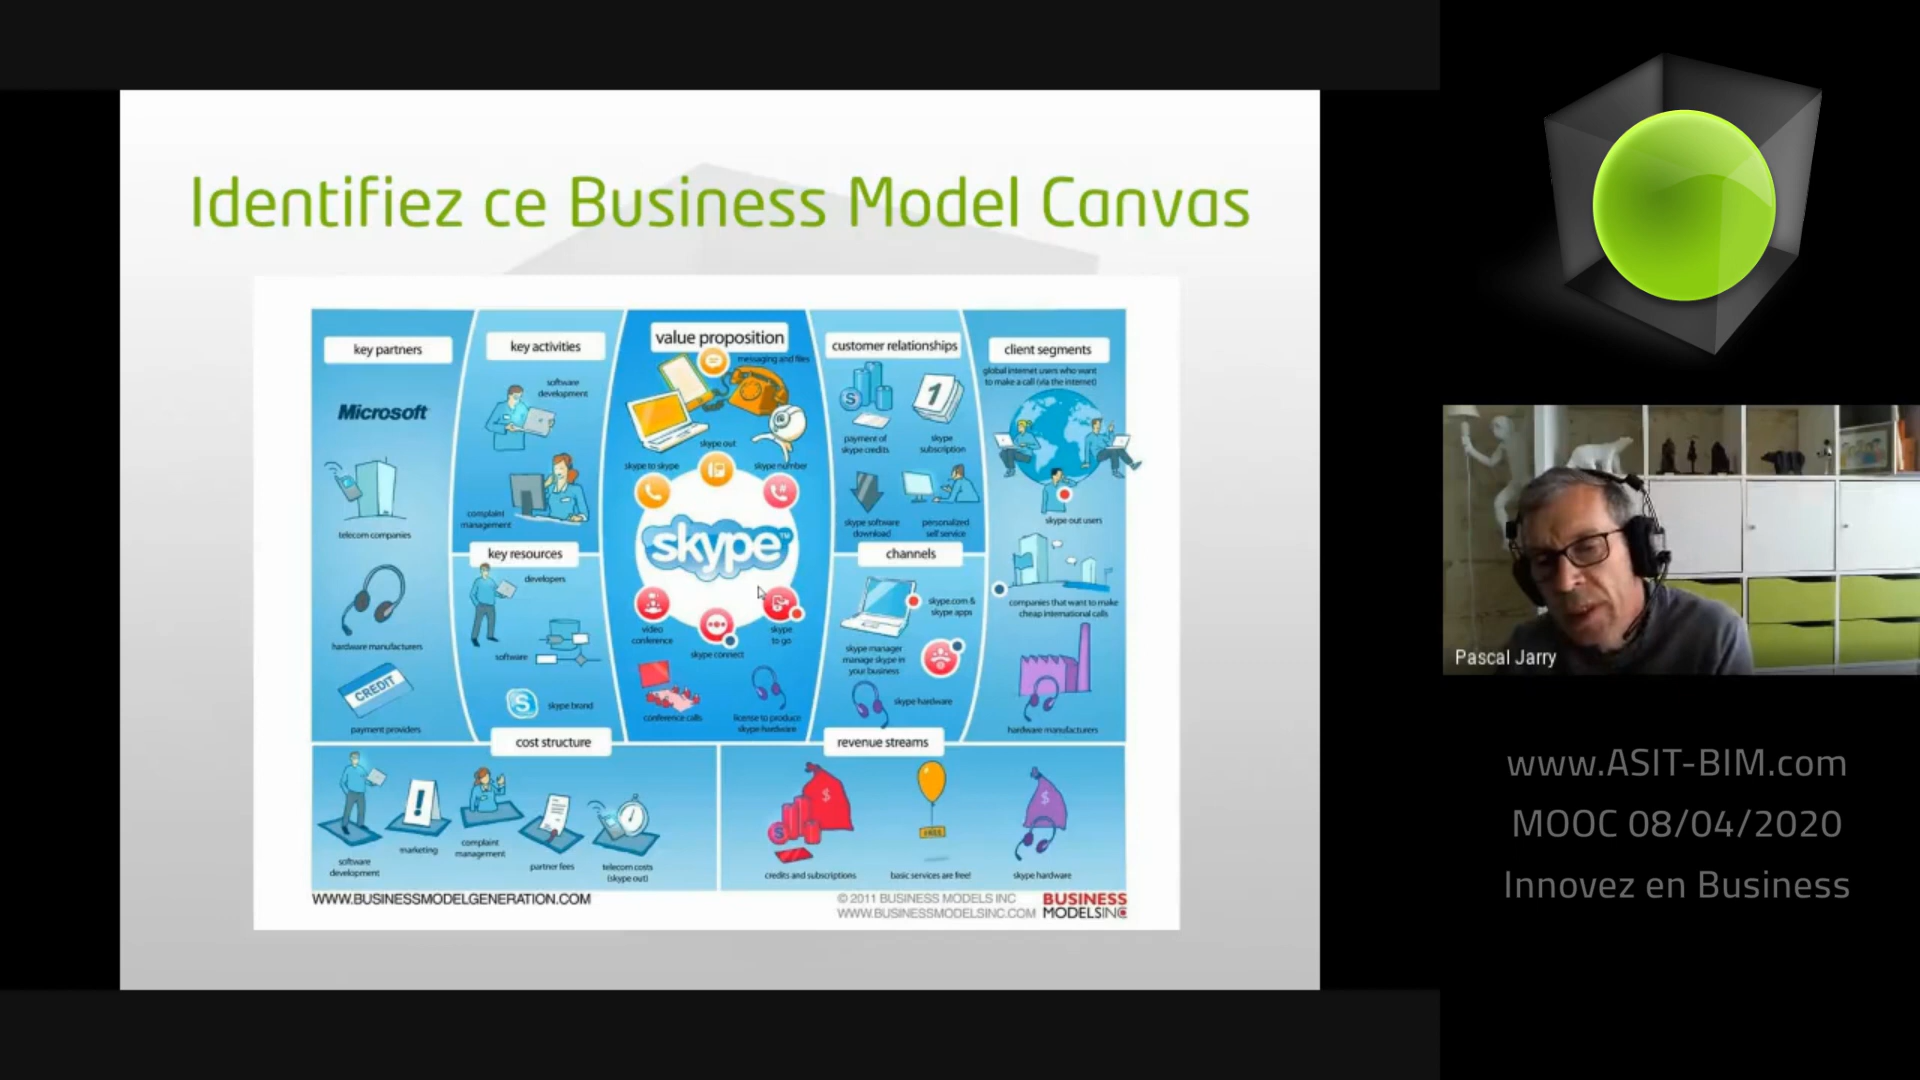 Identifiez ce Business Model Canvas
key partners
Microsoft
telecom companies
hardware manufacturers
CREDIT
payment providers
key activities
software
development
complaint
management
key resources
developers
software
S
skype brand
value proposition
messaging and files
skype out
skype to skype
skype number
skype™
video
conference
skype connect
skype
to go
conference calls
license to produce
skype hardware
customer relationships
S
1
payment of
skype credits
skype
subscription
skype software
download
personalized
self service
channels
skype.com &
skype apps
skype manager
manage skype in
your business
skype hardware
client segments
global internet users who want
to make a call (via the internet)
skype out users
companies that want to make
cheap international calls
hardware manufacturers
cost structure
!
software
development
marketing
complaint
management
partner fees
telecom costs
(skype out)
revenue streams
$
S
FREE
$
credits and subscriptions
basic services are free!
skype hardware
WWW.BUSINESSMODELGENERATION.COM
© 2011 BUSINESS MODELS INC
WWW.BUSINESSMODELSINC.COM
BUSINESS
MODELSINC
Pascal Jarry
www.ASIT-BIM.com
MOOC 08/04/2020
Innovez en Business